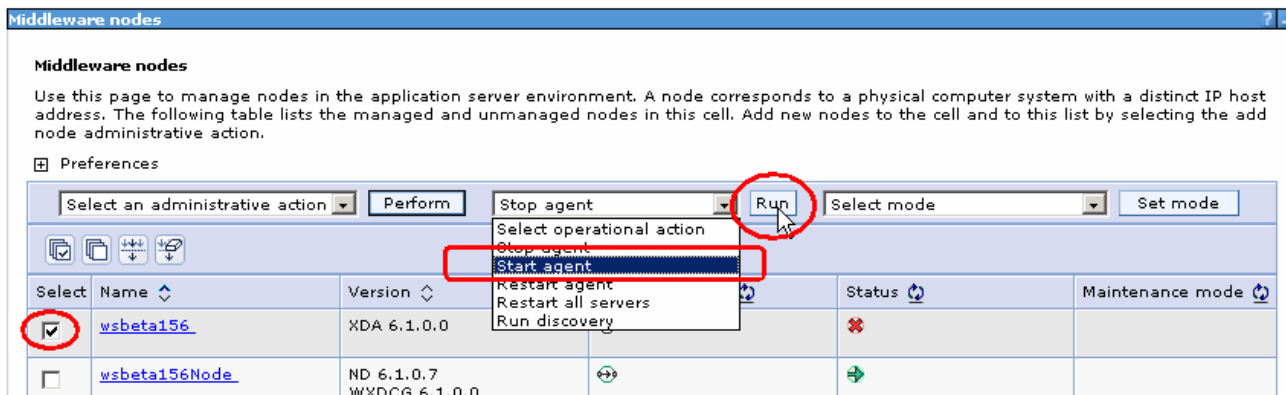 Middleware nodes
?
Middleware nodes
Use this page to manage nodes in the application server environment. A node corresponds to a physical computer system with a distinct IP host
address. The following table lists the managed and unmanaged nodes in this cell. Add new nodes to the cell and to this list by selecting the add
node administrative action.
Preferences
Select an administrative action Perform Stop agent Run Select mode Set mode
Select operational action
Stop agent
Start agent
Restart agent
Restart all servers
Run discovery
Select Name Version Status Maintenance mode
wsbeta156 XDA 6.1.0.0
wsbeta156Node ND 6.1.0.7
WXDCG 6.1.0.0